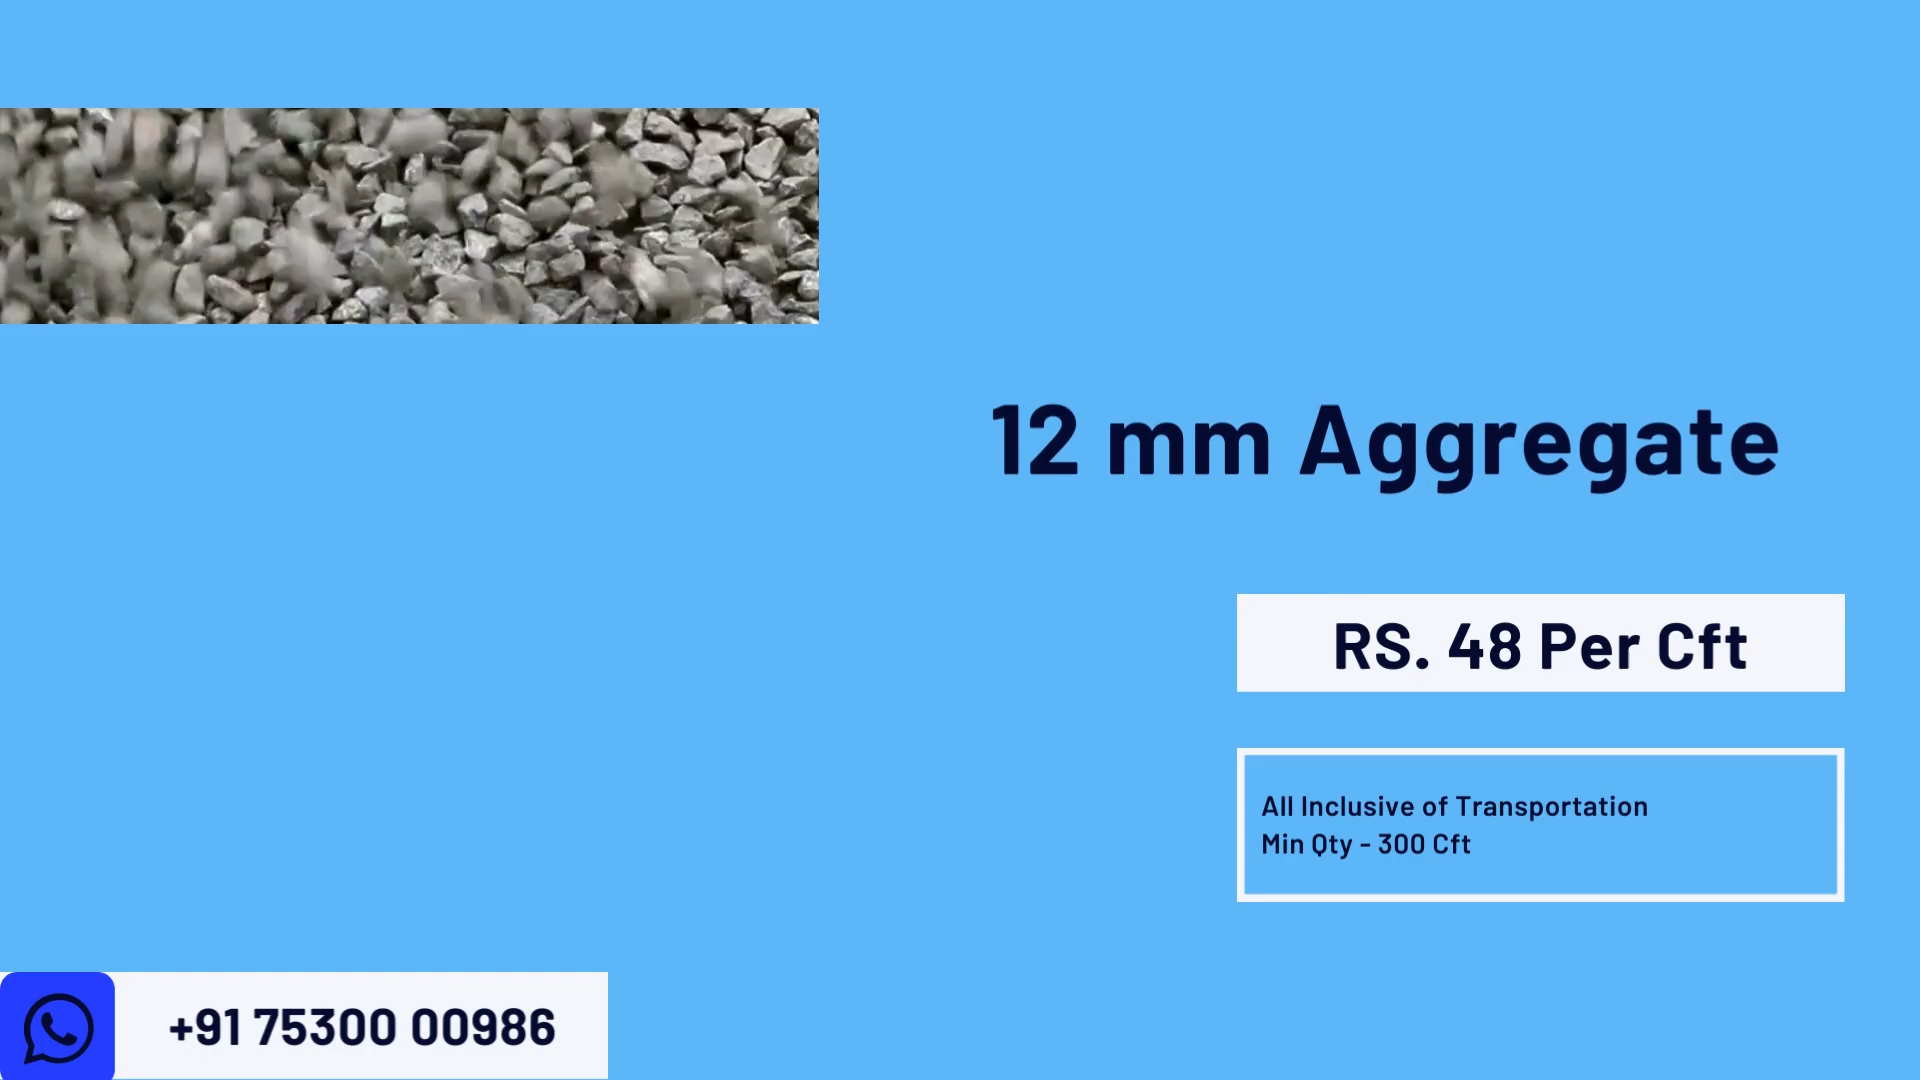 12 mm Aggregate
RS. 48 Per Cft
All Inclusive of Transportation
Min Qty - 300 Cft
+91 75300 00986